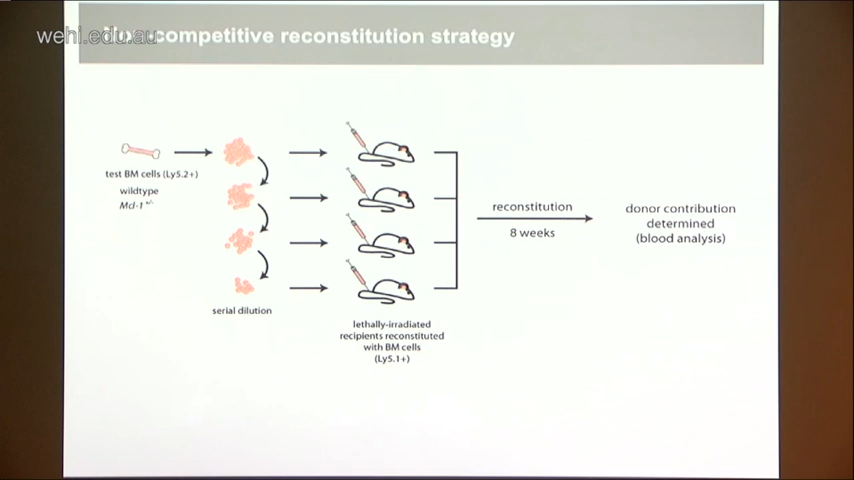 wehi.edu.au
competitive reconstitution strategy
test BM cells (Ly5.2+)
wildtype
Mcl-1 +/-
serial dilution
lethally-irradiated
recipients reconstituted
with BM cells
(Ly5.1+)
reconstitution
8 weeks
donor contribution
determined
(blood analysis)